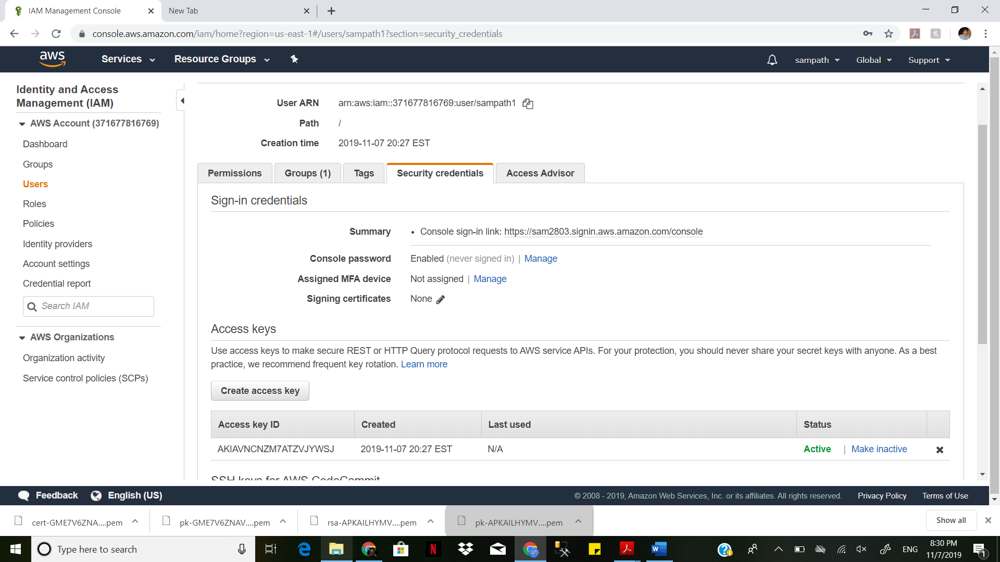 IAM Management Console
New Tab
console.aws.amazon.com/iam/home?region=us-east-1#/users/sampath1?section=security_credentials
aws
Services
Resource Groups
sampath
Global
Support
Identity and Access
Management (IAM)
AWS Account (371677816769)
Dashboard
Groups
Users
Roles
Policies
Identity providers
Account settings
Credential report
Search IAM
AWS Organizations
Organization activity
Service control policies (SCPs)
User ARN arn:aws:iam::371677816769:user/sampath1
Path /
Creation time 2019-11-07 20:27 EST
Permissions
Groups (1)
Tags
Security credentials
Access Advisor
Sign-in credentials
Summary • Console sign-in link: https://sam2803.signin.aws.amazon.com/console
Console password Enabled (never signed in) | Manage
Assigned MFA device Not assigned | Manage
Signing certificates None
Access keys
Use access keys to make secure REST or HTTP Query protocol requests to AWS service APIs. For your protection, you should never share your secret keys with anyone. As a best
practice, we recommend frequent key rotation. Learn more
Create access key
Access key ID Created Last used Status
AKIAVNCNZM7ATZVJYWSJ 2019-11-07 20:27 EST N/A Active | Make inactive
SSH keys for AWS CodeCommit
Feedback
English (US)
© 2008 - 2019, Amazon Web Services, Inc. or its affiliates. All rights reserved.
Privacy Policy
Terms of Use
cert-GME7V6ZNA....pem
pk-GME7V6ZNAV....pem
rsa-APKAILHYMV....pem
pk-APKAILHYMV....pem
Show all
Type here to search
ENG
8:30 PM
11/7/2019
1